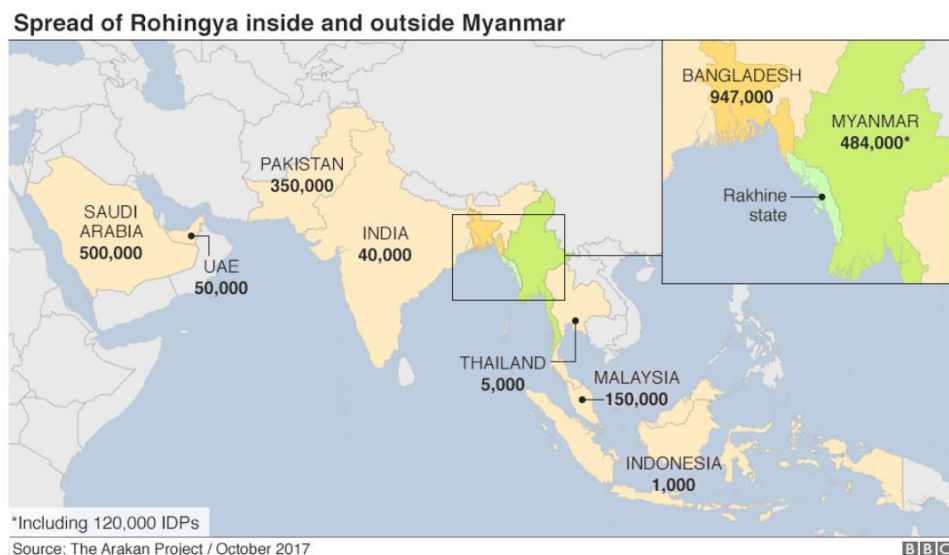 Spread of Rohingya inside and outside Myanmar
BANGLADESH
947,000
MYANMAR
484,000*
Rakhine
state
PAKISTAN
350,000
SAUDI
ARABIA
500,000
INDIA
40,000
UAE
50,000
THAILAND
5,000
MALAYSIA
150,000
INDONESIA
1,000
*Including 120,000 IDPs
Source: The Arakan Project / October 2017
BBC